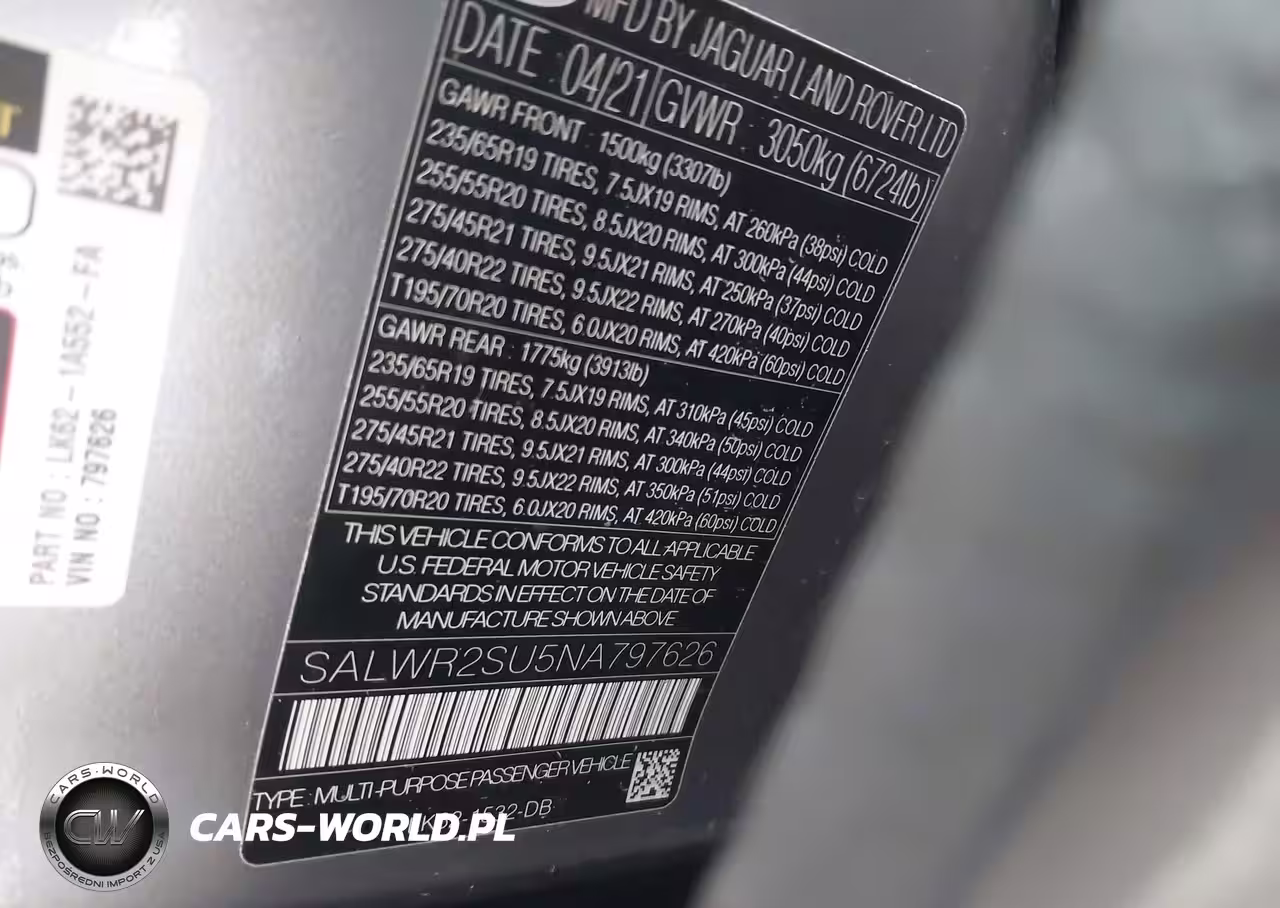 MFD BY JAGUAR LAND ROVER LTD
DATE 04/21 GVWR 3050kg (6724lb)
GAWR FRONT : 1500kg (3307lb)
235/65R19 TIRES, 7.5JX19 RIMS, AT 260kPa (38psi) COLD
255/55R20 TIRES, 8.5JX20 RIMS, AT 300kPa (44psi) COLD
275/45R21 TIRES, 9.5JX21 RIMS, AT 250kPa (37psi) COLD
275/40R22 TIRES, 9.5JX22 RIMS, AT 270kPa (40psi) COLD
T195/70R20 TIRES, 6.0JX20 RIMS, AT 420kPa (60psi) COLD
GAWR REAR : 1775kg (3913lb)
235/65R19 TIRES, 7.5JX19 RIMS, AT 310kPa (45psi) COLD
255/55R20 TIRES, 8.5JX20 RIMS, AT 340kPa (50psi) COLD
275/45R21 TIRES, 9.5JX21 RIMS, AT 300kPa (44psi) COLD
275/40R22 TIRES, 9.5JX22 RIMS, AT 350kPa (51psi) COLD
T195/70R20 TIRES, 6.0JX20 RIMS, AT 420kPa (60psi) COLD
THIS VEHICLE CONFORMS TO ALL APPLICABLE
U.S. FEDERAL MOTOR VEHICLE SAFETY
STANDARDS IN EFFECT ON THE DATE OF
MANUFACTURE SHOWN ABOVE
SALWR2SU5NA797626
TYPE : MULTI-PURPOSE PASSENGER VEHICLE
PART NO : LK62-1A552-FA
VIN NO : 797626
CARS-WORLD
CW
BEZPOŚREDNI IMPORT Z USA
CARS-WORLD.PL